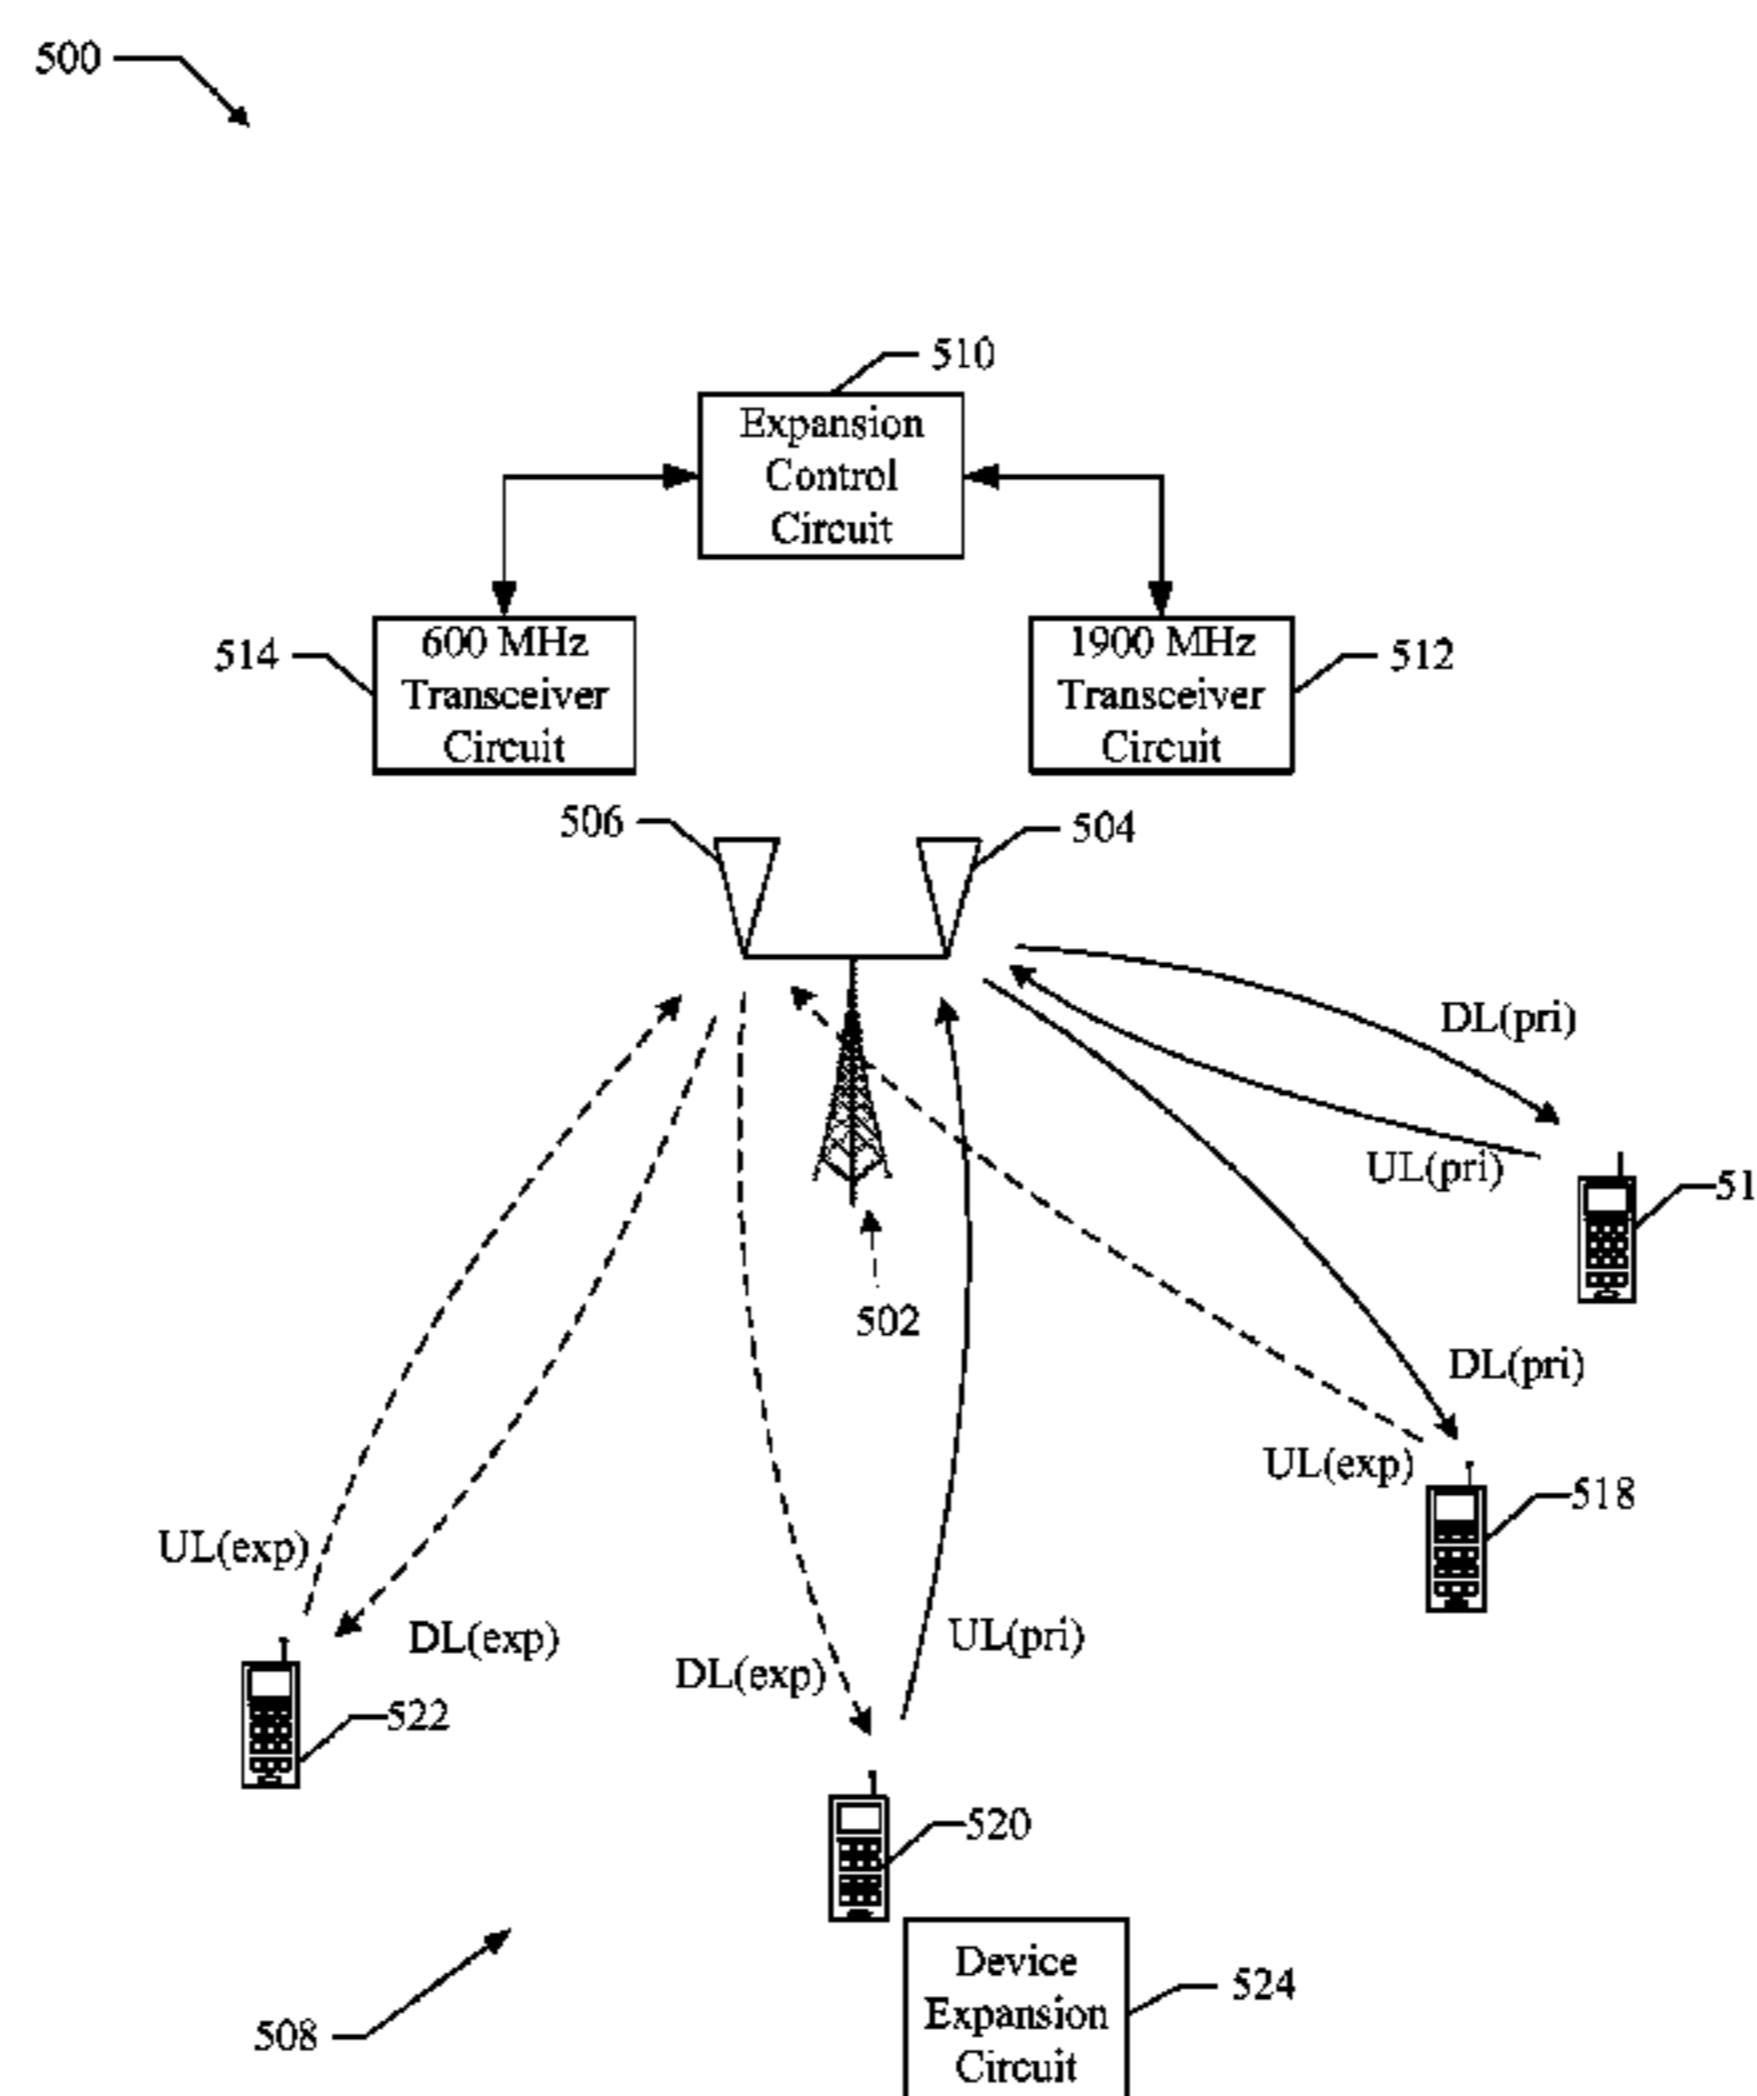 500
510
Expansion
Control
Circuit
514
600 MHz
Transceiver
Circuit
1900 MHz
Transceiver
Circuit
512
506
504
DL(pri)
UL(pri)
51
502
DL(pri)
UL(exp)
518
UL(exp)
DL(exp)
DL(exp)
UL(pri)
522
520
Device
Expansion
Circuit
524
508